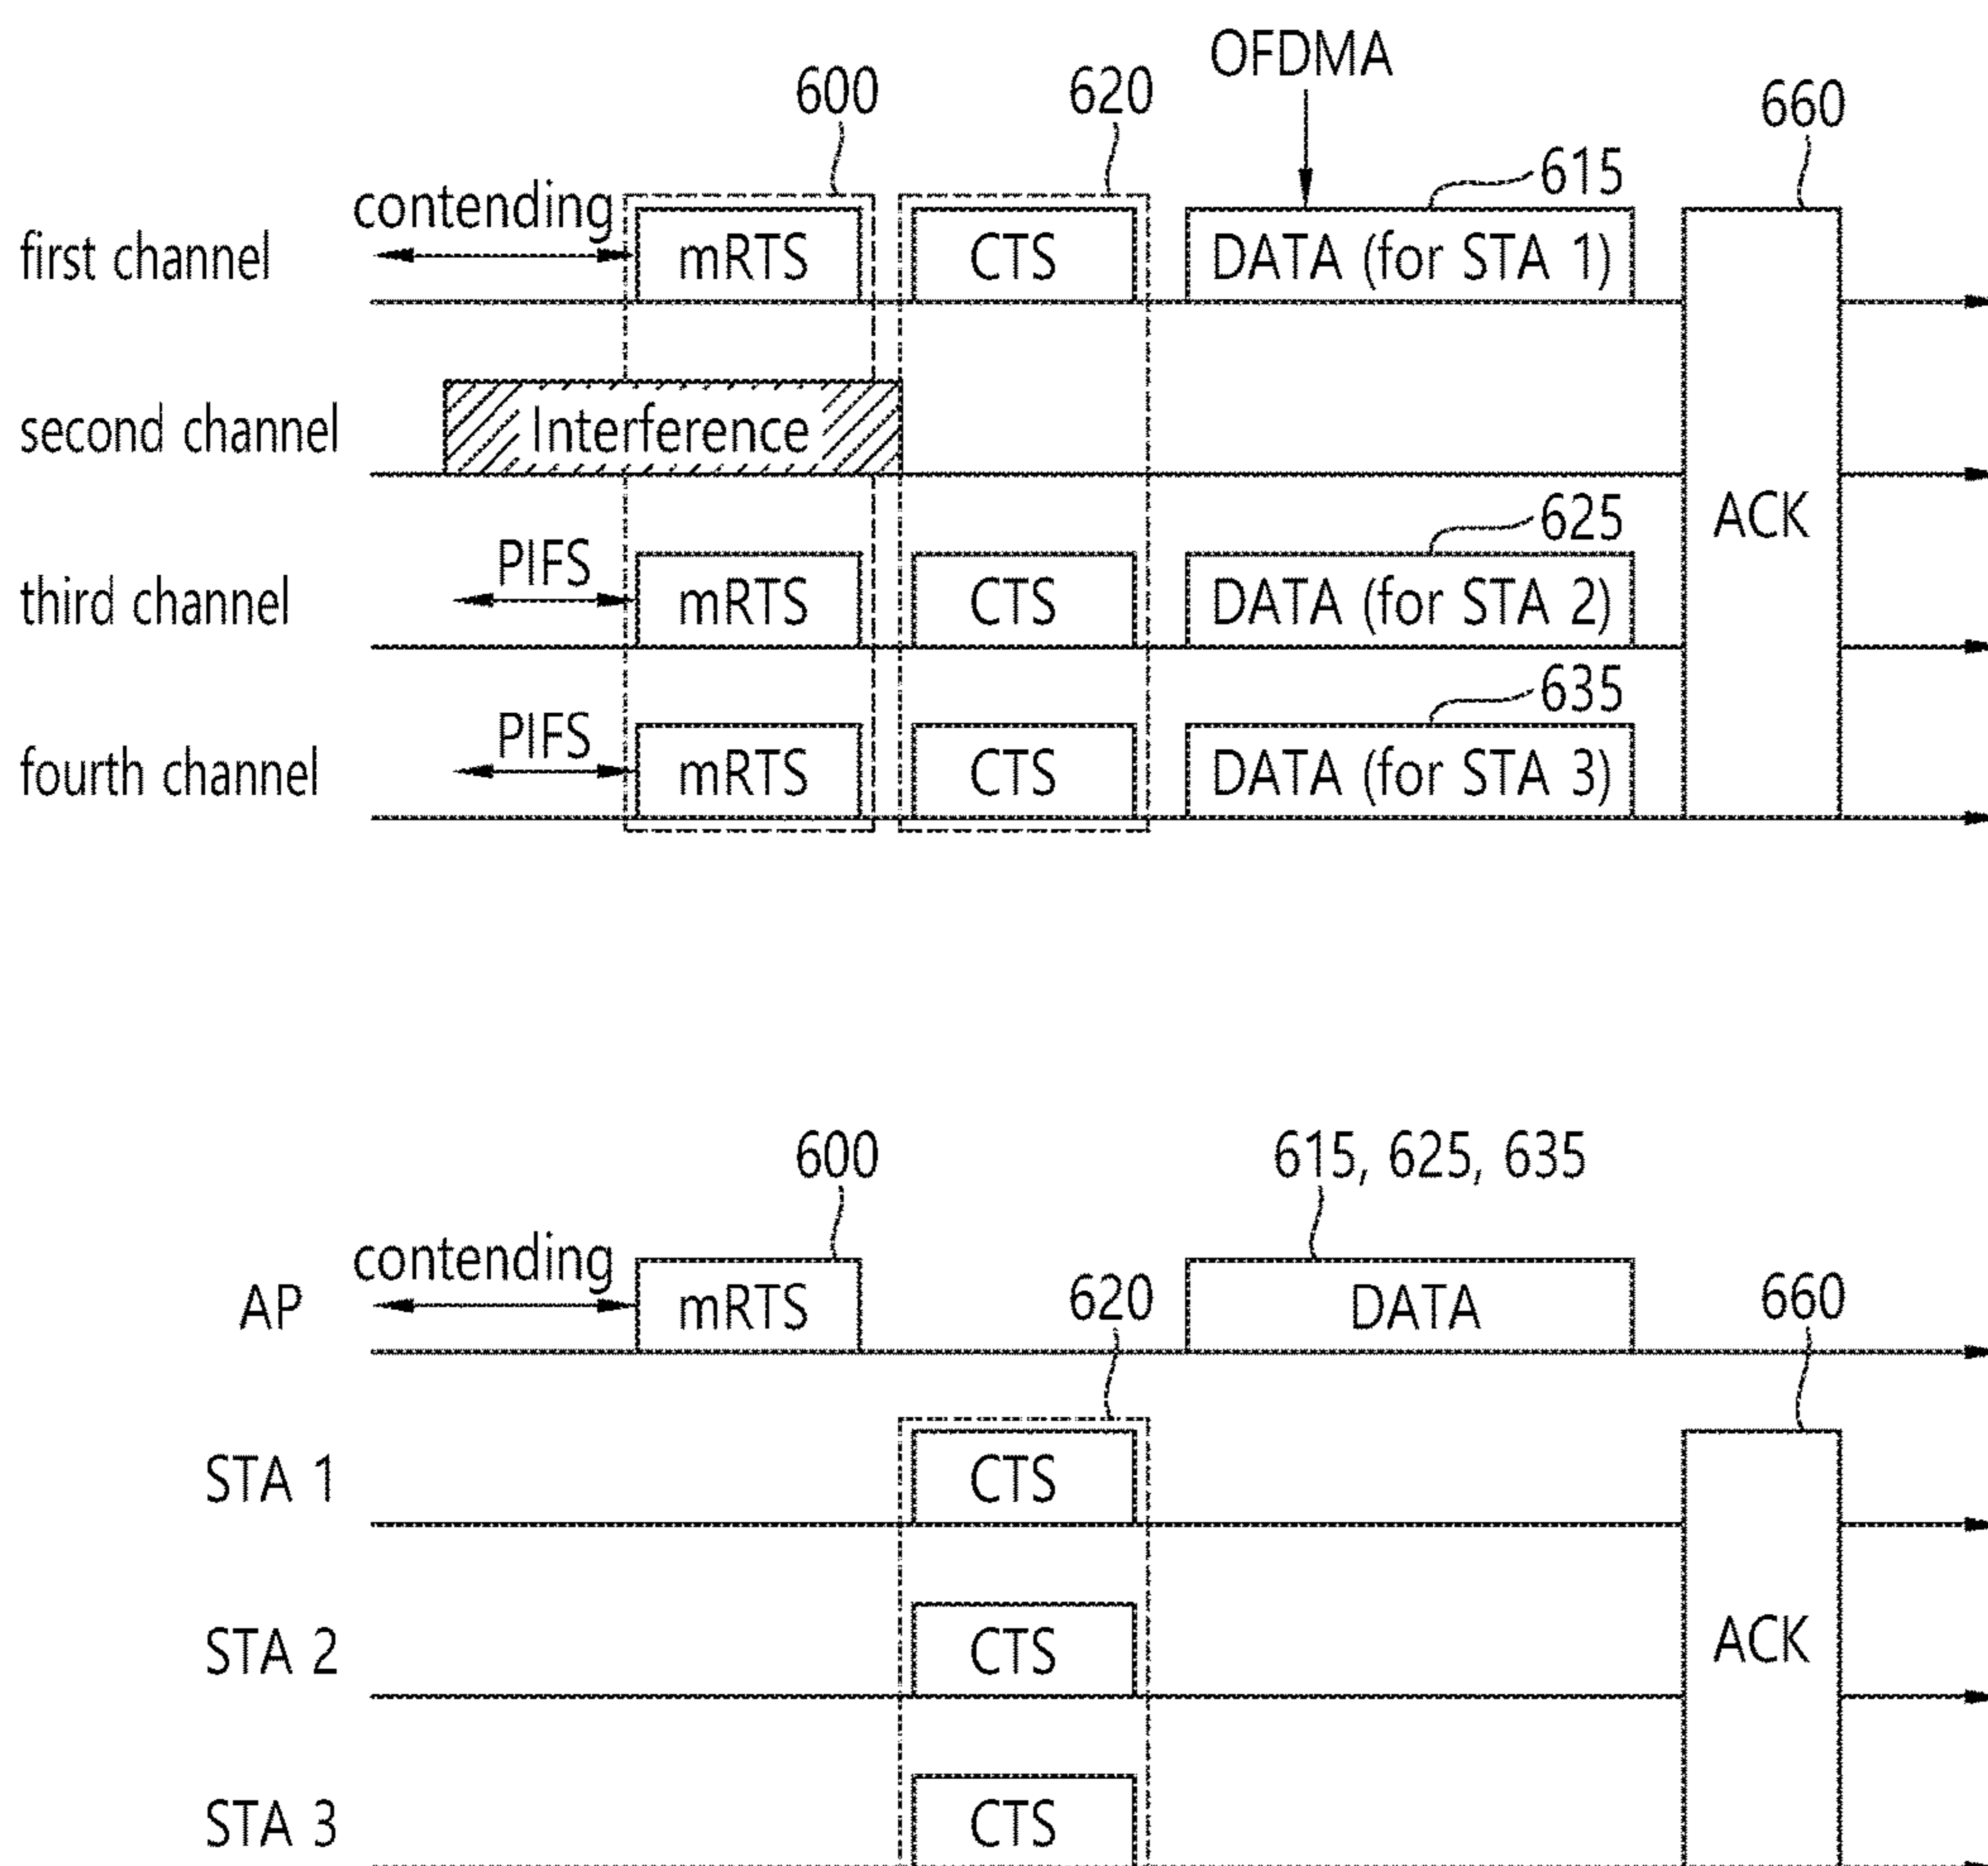 OFDMA
600 620 660
contending 615
first channel mRTS CTS DATA (for STA 1)
second channel Interference
625
ACK
PIFS
third channel mRTS CTS DATA (for STA 2)
635
PIFS
fourth channel mRTS CTS DATA (for STA 3)
600 615, 625, 635
contending
620 660
AP mRTS DATA
STA 1 CTS
STA 2 CTS ACK
STA 3 CTS